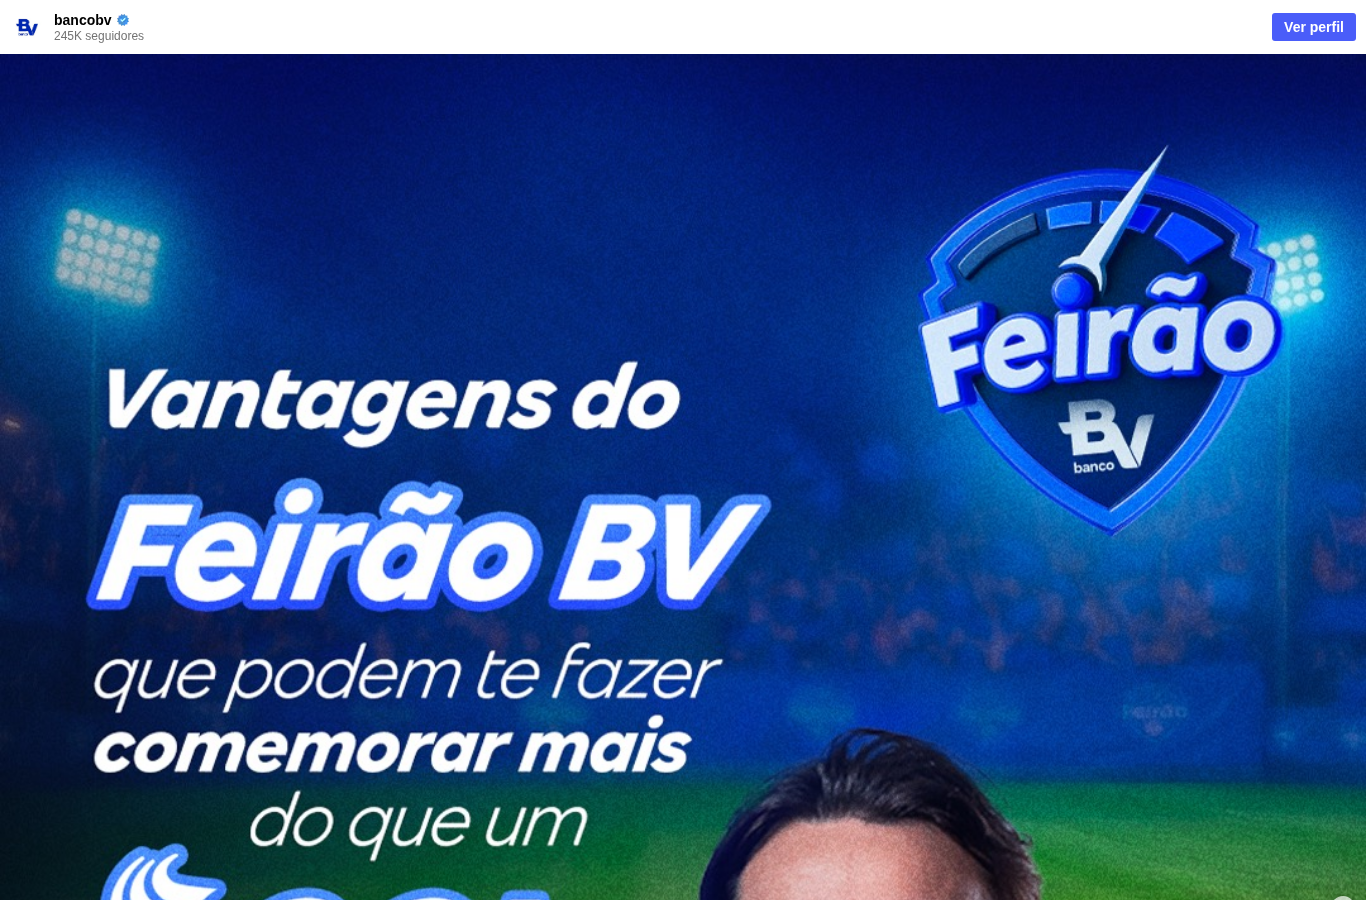 bancobv
245K seguidores
Ver perfil
Feirão
BV
banco
Vantagens do
Feirão BV
que podem te fazer
comemorar mais
do que um